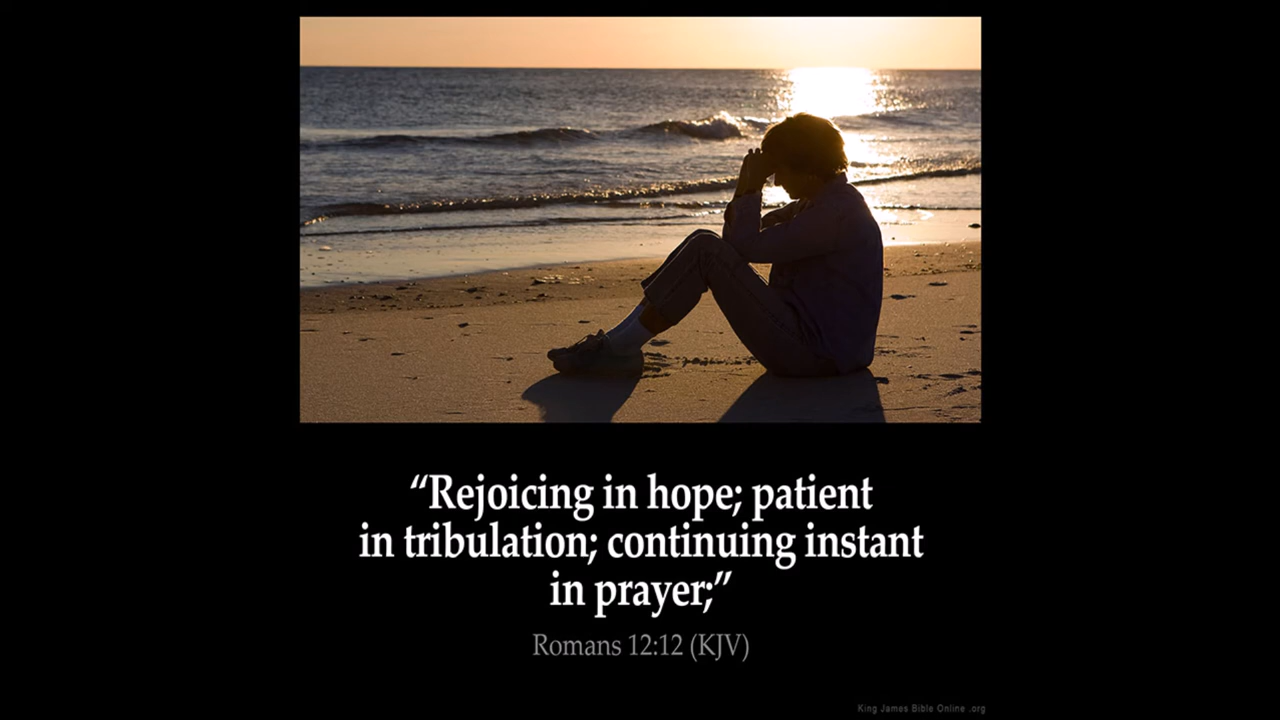 “Rejoicing in hope; patient
in tribulation; continuing instant
in prayer;”
Romans 12:12 (KJV)
King James Bible Online .org